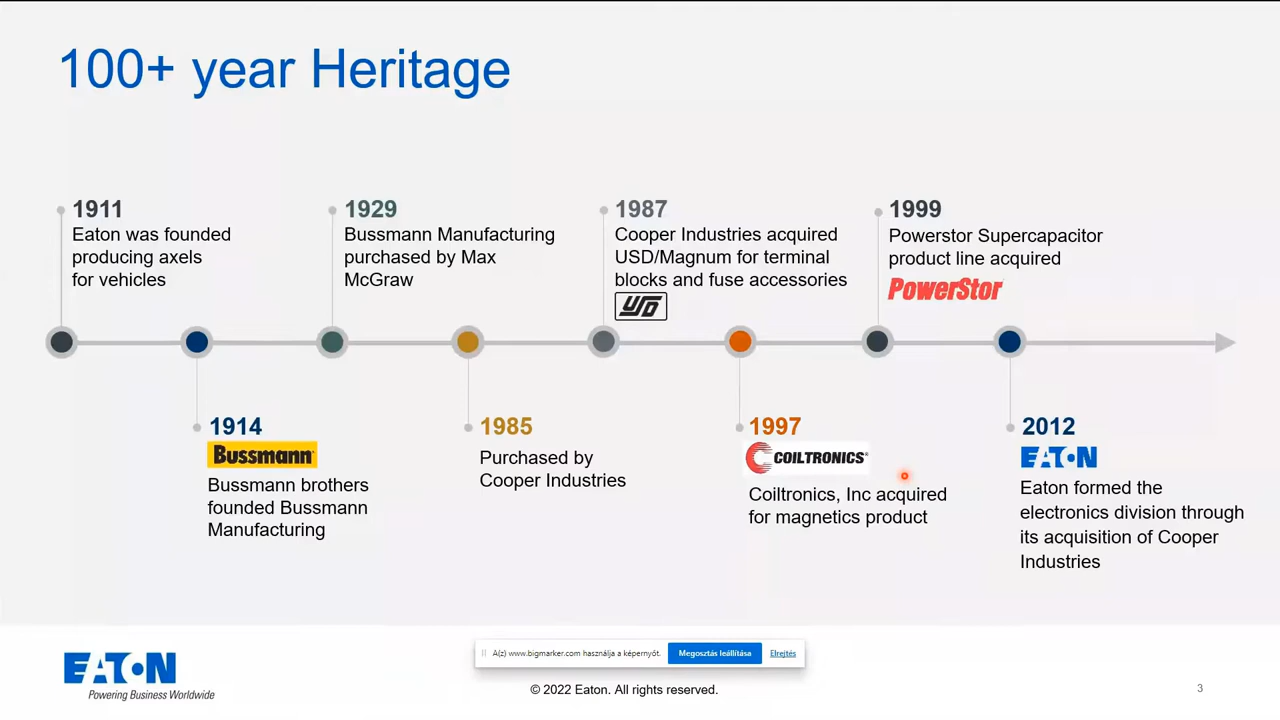 100+ year Heritage
1911
Eaton was founded
producing axels
for vehicles
1929
Bussmann Manufacturing
purchased by Max
McGraw
1987
Cooper Industries acquired
USD/Magnum for terminal
blocks and fuse accessories
USD
1999
Powerstor Supercapacitor
product line acquired
PowerStor
1914
Bussmann
Bussmann brothers
founded Bussmann
Manufacturing
1985
Purchased by
Cooper Industries
1997
COILTRONICS®
Coiltronics, Inc acquired
for magnetics product
2012
EATON
Eaton formed the
electronics division through
its acquisition of Cooper
Industries
EATON
Powering Business Worldwide
A(z) www.bigmarker.com használja a képernyőt.
Megosztás leállítása
Elrejtés
© 2022 Eaton. All rights reserved.
3